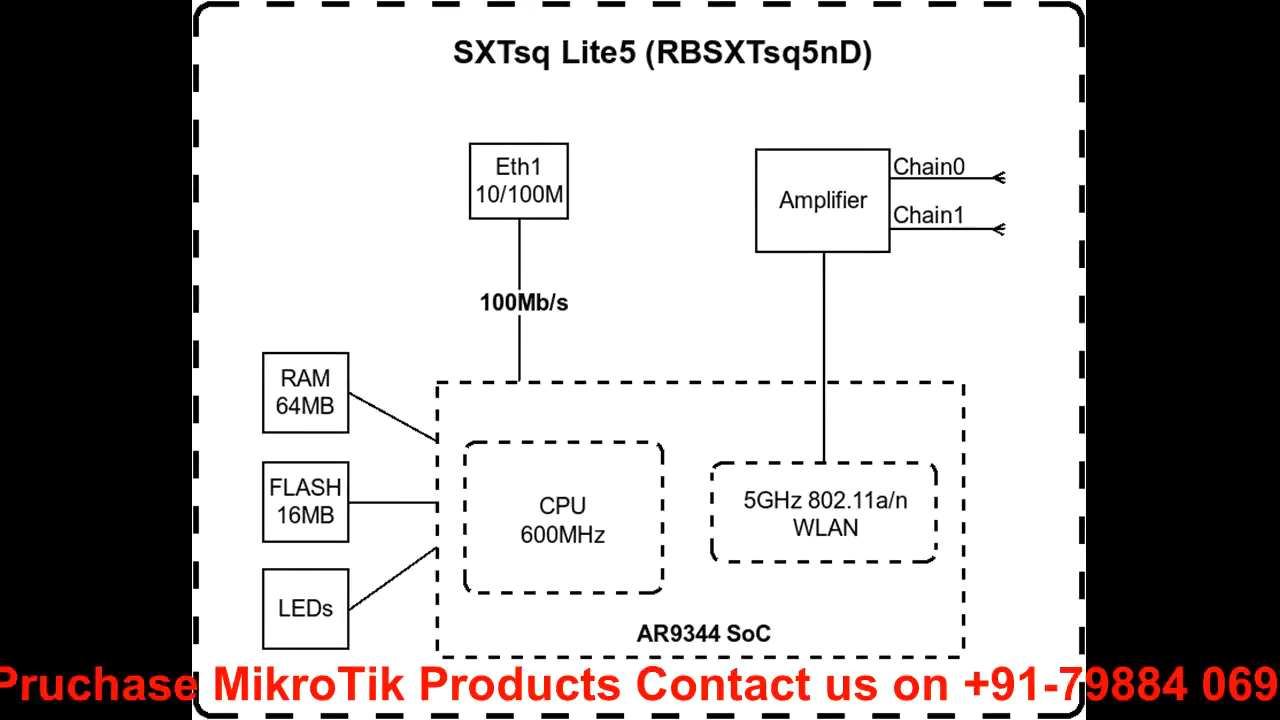 SXTsq Lite5 (RBSXTsq5nD)
Eth1
10/100M
Amplifier
Chain0
Chain1
100Mb/s
RAM
64MB
FLASH
16MB
LEDs
CPU
600MHz
5GHz 802.11a/n
WLAN
AR9344 SoC
Pruchase MikroTik Products Contact us on +91-79884 069